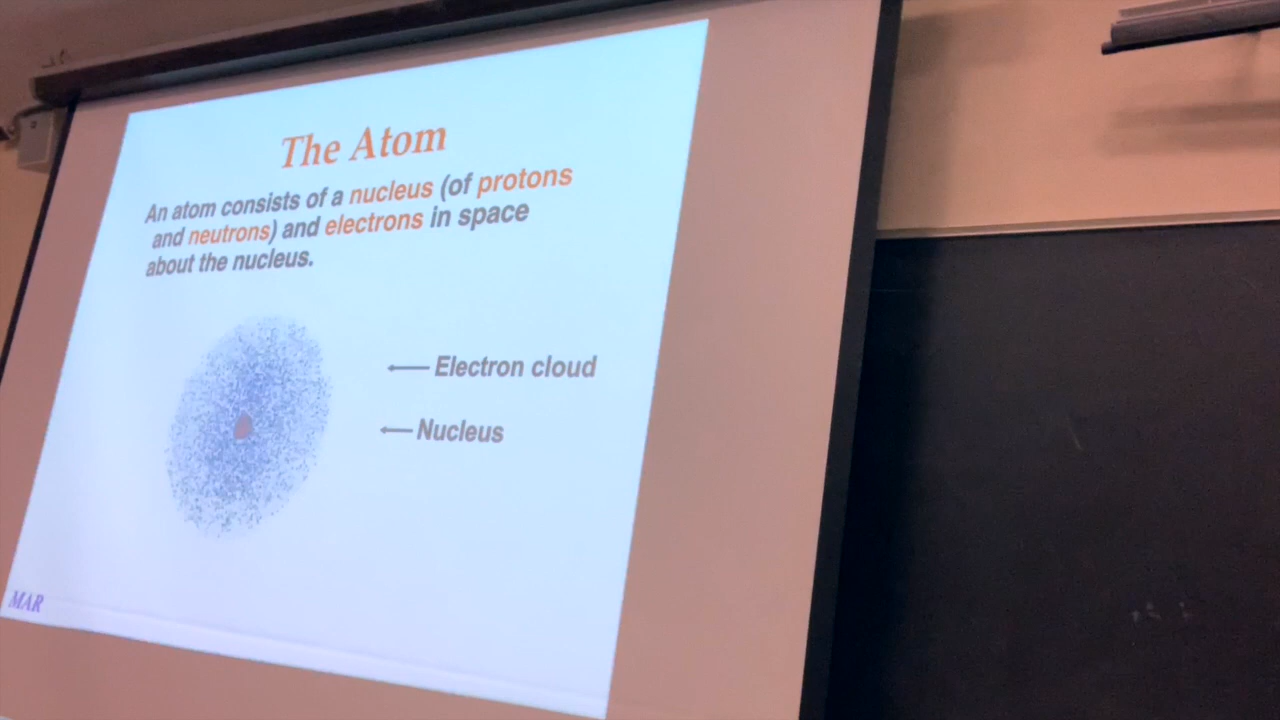 The Atom
An atom consists of a nucleus (of protons
and neutrons) and electrons in space
about the nucleus.
Electron cloud
Nucleus
MAR